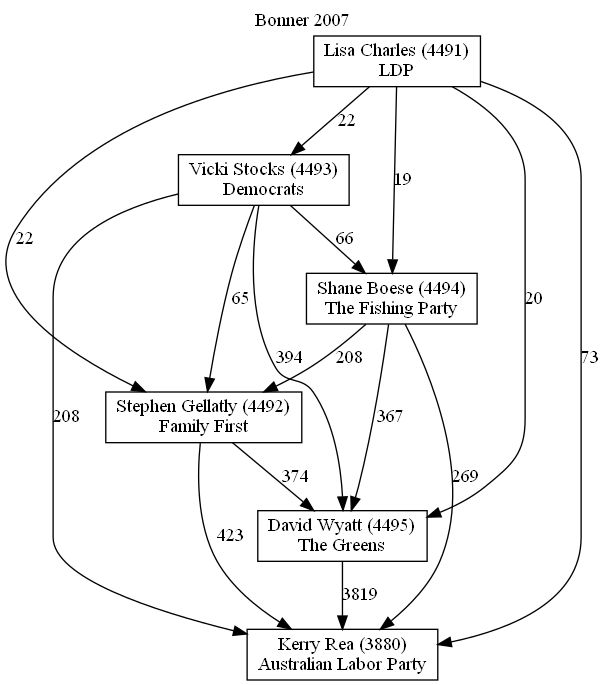 Bonner 2007
Lisa Charles (4491)
LDP
22
Vicki Stocks (4493)
Democrats
19
66
22
Shane Boese (4494)
The Fishing Party
65
20
394
208
73
Stephen Gellatly (4492)
Family First
208
367
374
269
David Wyatt (4495)
The Greens
423
3819
Kerry Rea (3880)
Australian Labor Party